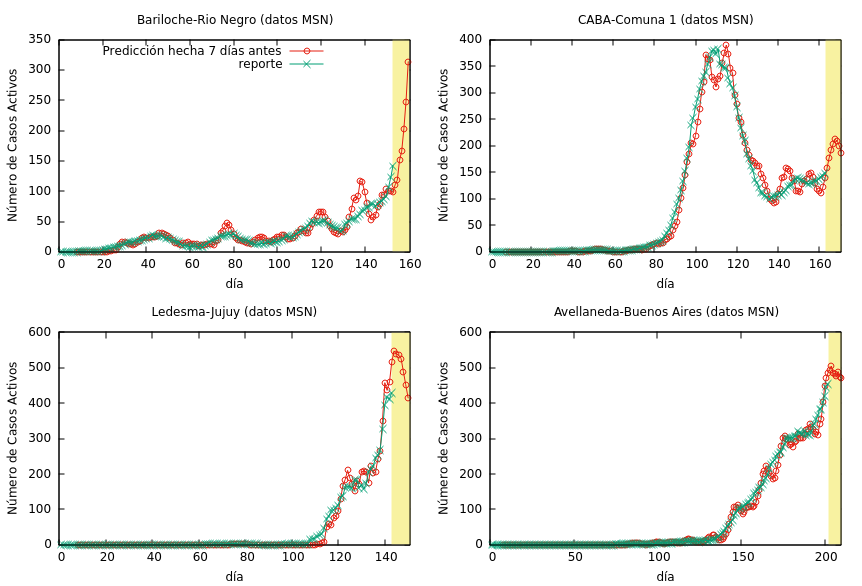 Bariloche-Rio Negro (datos MSN)
350
300
250
200
150
100
50
0
Número de Casos Activos
Predicción hecha 7 días antes
reporte
0 20 40 60 80 100 120 140 160
día
CABA-Comuna 1 (datos MSN)
400
350
300
250
200
150
100
50
0
Número de Casos Activos
0 20 40 60 80 100 120 140 160
día
Ledesma-Jujuy (datos MSN)
600
500
400
300
200
100
0
Número de Casos Activos
0 20 40 60 80 100 120 140
día
Avellaneda-Buenos Aires (datos MSN)
600
500
400
300
200
100
0
Número de Casos Activos
0 50 100 150 200
día